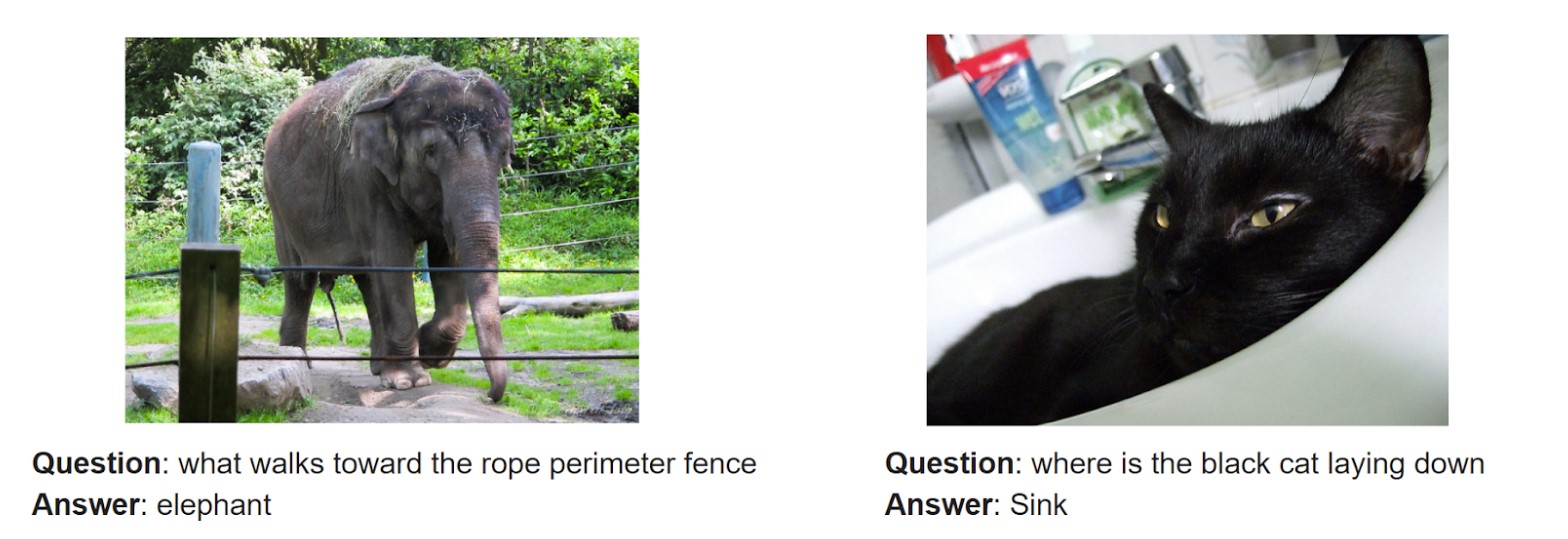 Question: what walks toward the rope perimeter fence
Answer: elephant
Question: where is the black cat laying down
Answer: Sink